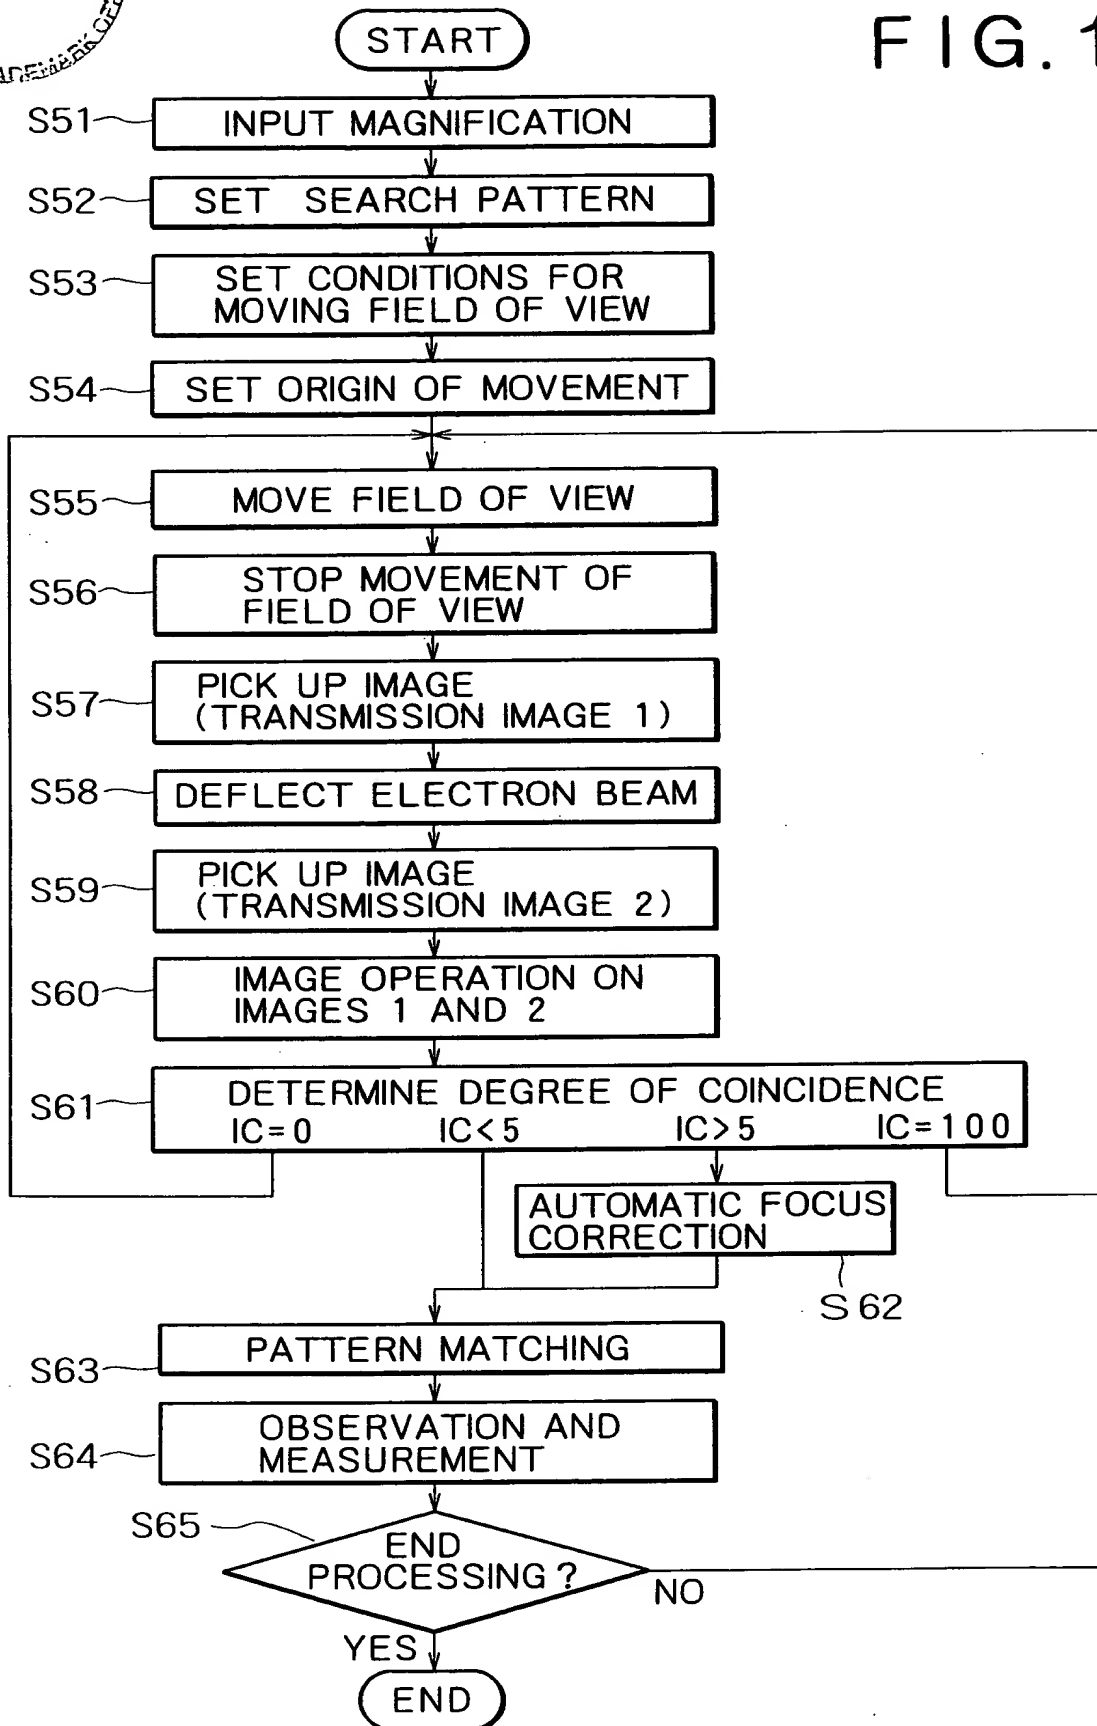 FIG. 1
START
S51
INPUT MAGNIFICATION
S52
SET SEARCH PATTERN
S53
SET CONDITIONS FOR
MOVING FIELD OF VIEW
S54
SET ORIGIN OF MOVEMENT
S55
MOVE FIELD OF VIEW
S56
STOP MOVEMENT OF
FIELD OF VIEW
S57
PICK UP IMAGE
(TRANSMISSION IMAGE 1)
S58
DEFLECT ELECTRON BEAM
S59
PICK UP IMAGE
(TRANSMISSION IMAGE 2)
S60
IMAGE OPERATION ON
IMAGES 1 AND 2
S61
DETERMINE DEGREE OF COINCIDENCE
IC=0 IC<5 IC>5 IC=100
AUTOMATIC FOCUS
CORRECTION
S62
S63
PATTERN MATCHING
S64
OBSERVATION AND
MEASUREMENT
S65
END
PROCESSING?
NO
YES
END